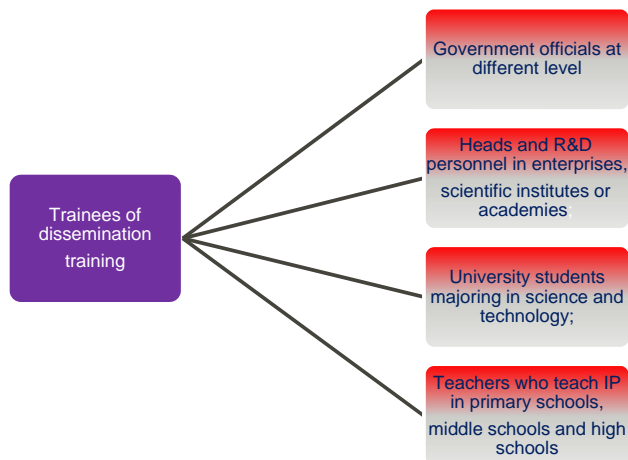 Government officials at
different level
Heads and R&D
personnel in enterprises,
scientific institutes or
academies;
Trainees of
dissemination
training
University students
majoring in science and
technology;
Teachers who teach IP
in primary schools,
middle schools and high
schools